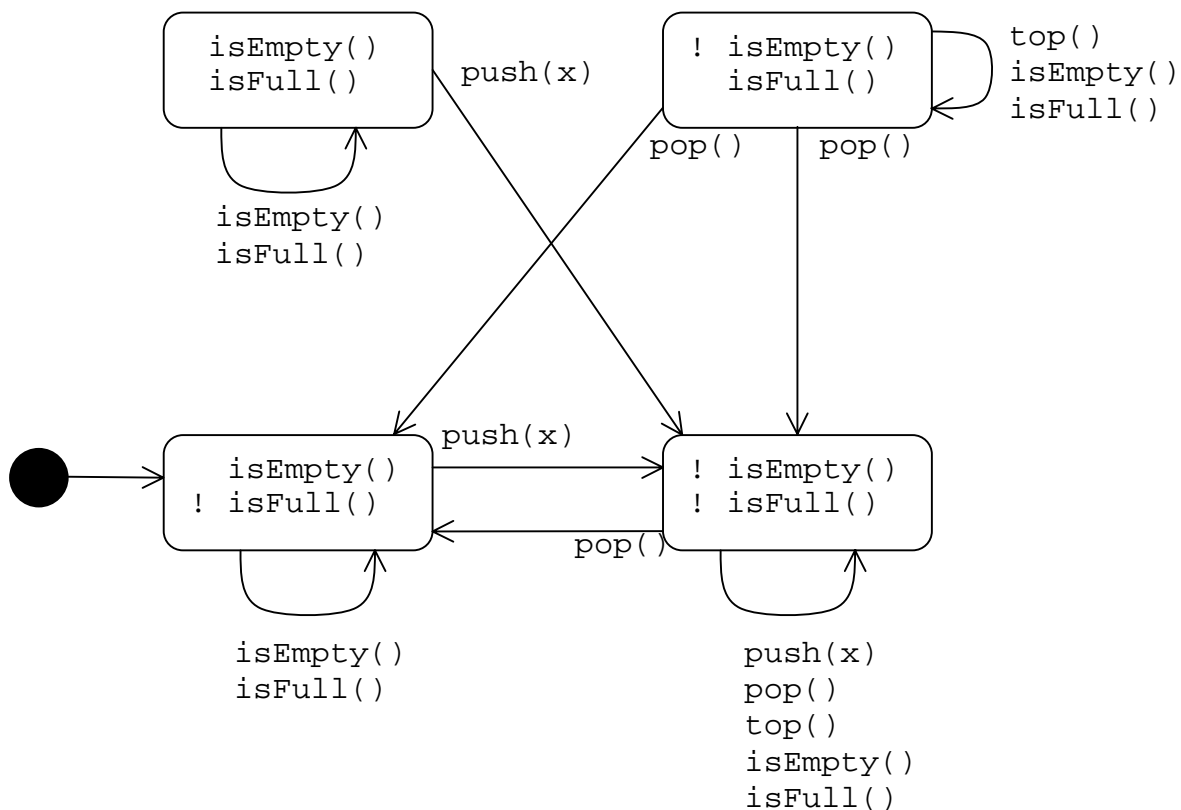 isEmpty()
isFull()
push(x)
isEmpty()
isFull()
! isEmpty()
isFull()
top()
isEmpty()
isFull()
pop()
pop()
isEmpty()
! isFull()
push(x)
pop()
! isEmpty()
! isFull()
isEmpty()
isFull()
push(x)
pop()
top()
isEmpty()
isFull()